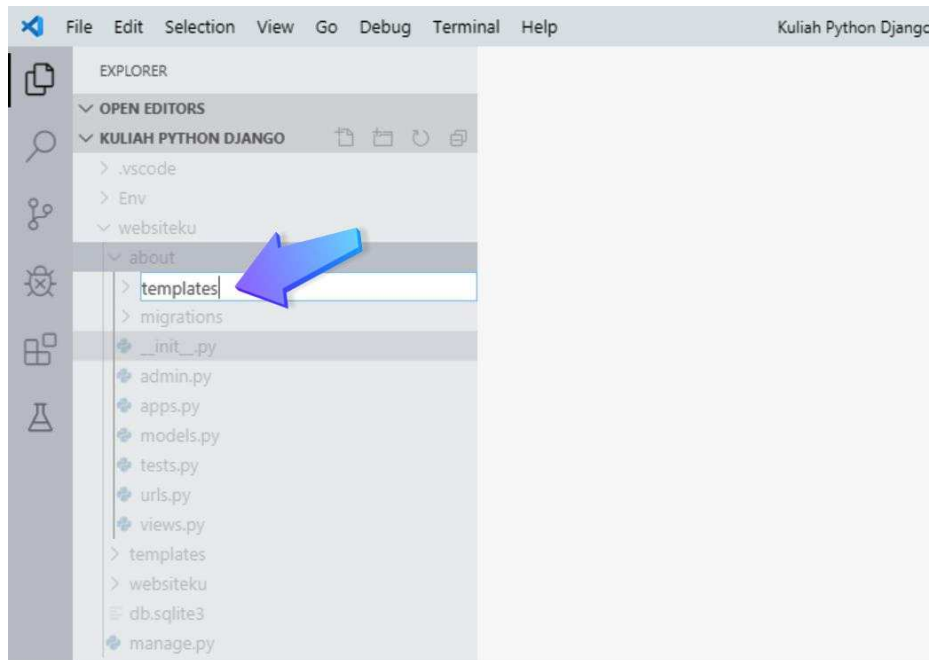 File Edit Selection View Go Debug Terminal Help Kuliah Python Django
EXPLORER
OPEN EDITORS
KULIAH PYTHON DJANGO
.vscode
Env
websiteku
about
templates
migrations
__init__.py
admin.py
apps.py
models.py
tests.py
urls.py
views.py
templates
websiteku
db.sqlite3
manage.py